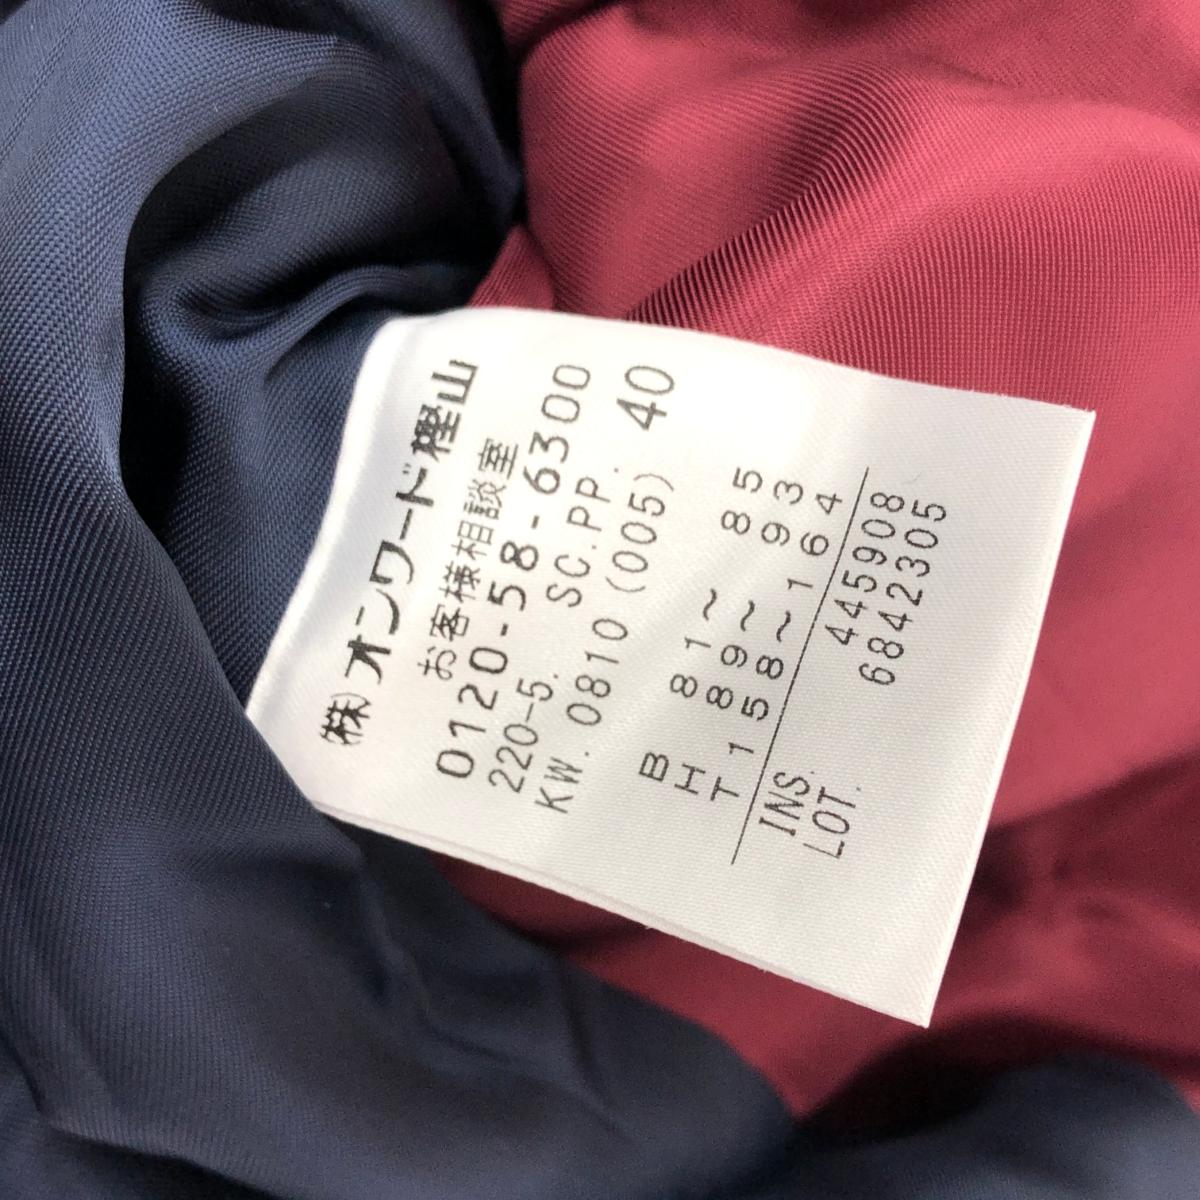 (株)オンワード樫山
お客様相談室
0120-58-6300
220-5. SC.PP.
KW. 0810 (005) 40
B 81~ 85
H 89~ 93
T 158~164
INS. 445908
LOT. 6842305